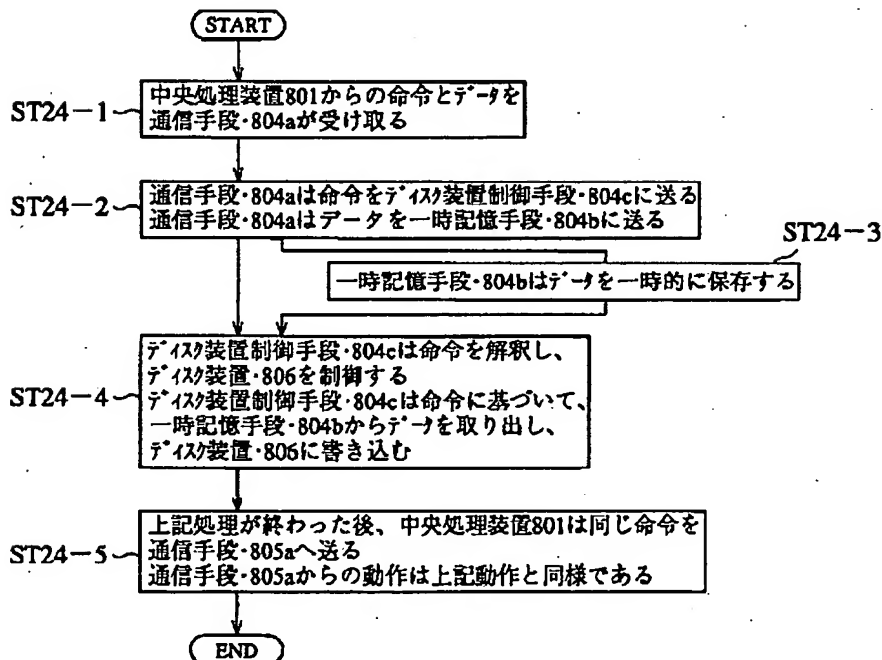 START
ST24-1
中央処理装置801からの命令とデータを
通信手段・804aが受け取る
ST24-2
通信手段・804aは命令をディスク装置制御手段・804cに送る
通信手段・804aはデータを一時記憶手段・804bに送る
ST24-3
一時記憶手段・804bはデータを一時的に保存する
ST24-4
ディスク装置制御手段・804cは命令を解釈し、
ディスク装置・806を制御する
ディスク装置制御手段・804cは命令に基づいて、
一時記憶手段・804bからデータを取り出し、
ディスク装置・806に書き込む
ST24-5
上記処理が終わった後、中央処理装置801は同じ命令を
通信手段・805aへ送る
通信手段・805aからの動作は上記動作と同様である
END